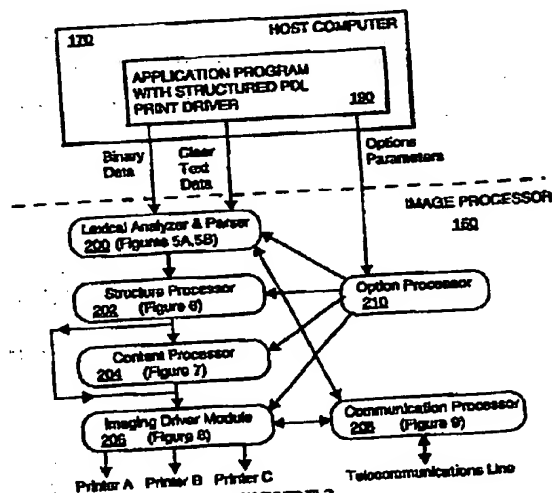 170
HOST COMPUTER
APPLICATION PROGRAM
WITH STRUCTURED PDL
PRINT DRIVER
190
Binary
Data
Clear
Text
Data
Options
Parameters
IMAGE PROCESSOR
150
Lexical Analyzer & Parser
200 (Figures 5A,5B)
Structure Processor
202 (Figure 6)
Option Processor
210
Content Processor
204 (Figure 7)
Imaging Driver Module
206 (Figure 8)
Communication Processor
208 (Figure 9)
Printer A Printer B Printer C
Telecommunications Line